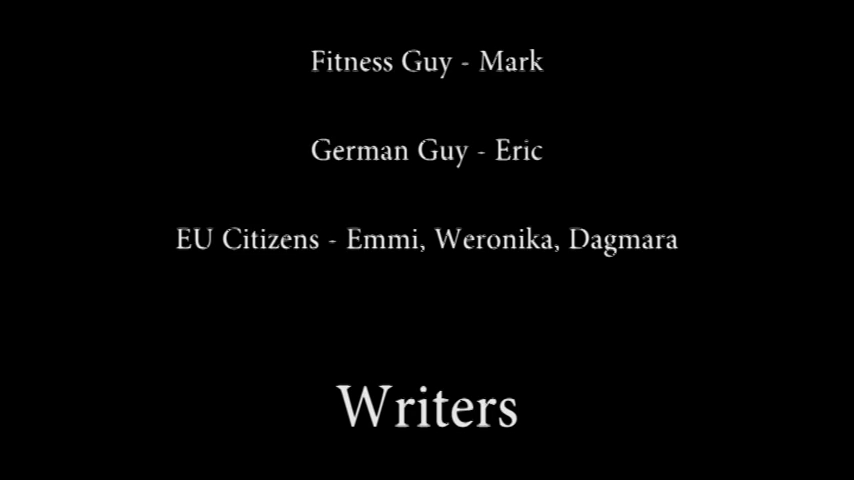 Fitness Guy - Mark
German Guy - Eric
EU Citizens - Emmi, Weronika, Dagmara
Writers